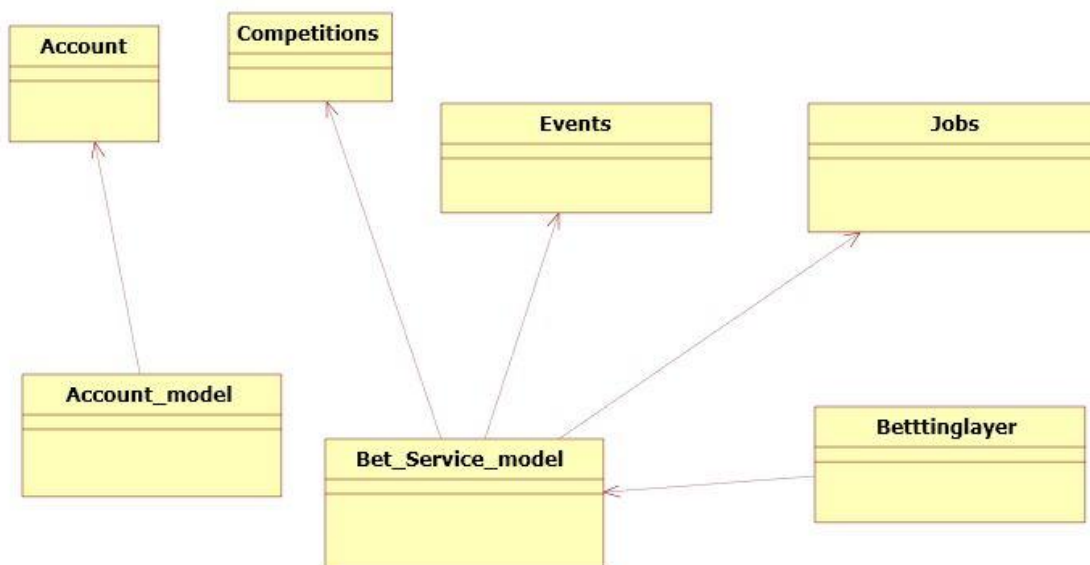 Account
Competitions
Events
Jobs
Account_model
Bet_Service_model
Betttinglayer